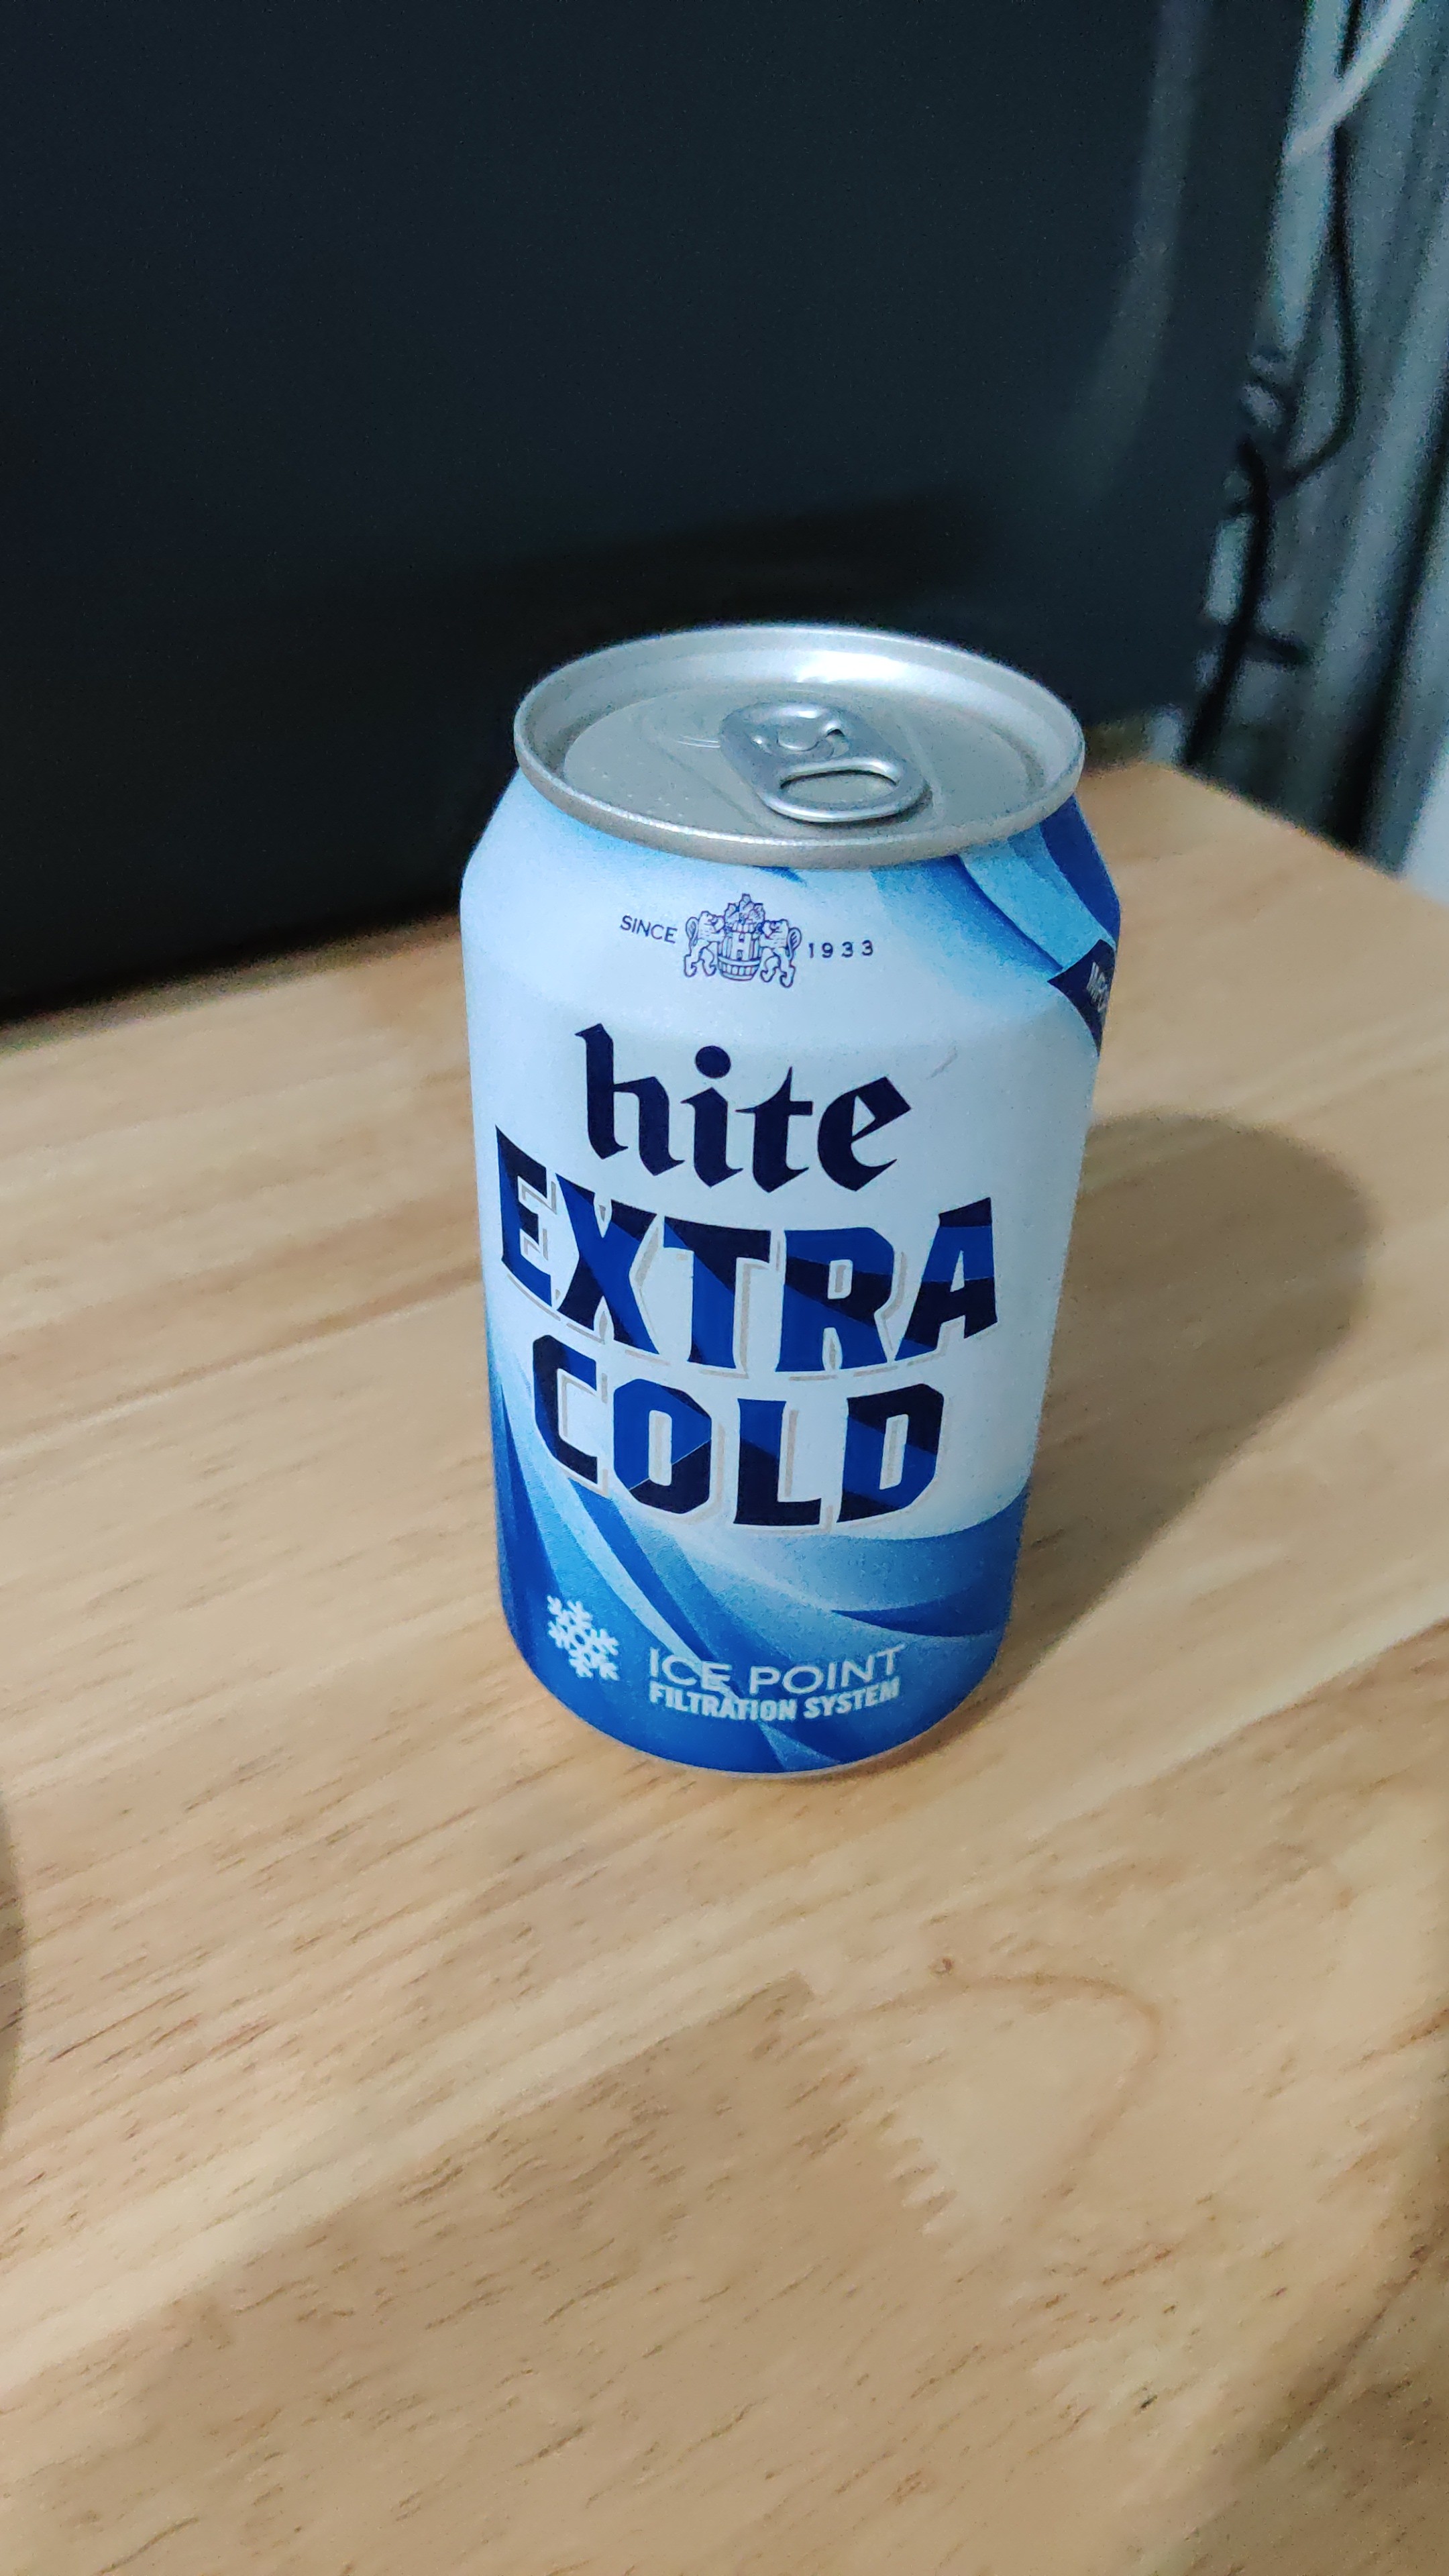 SINCE 1933
hite
EXTRA
COLD
ICE POINT
FILTRATION SYSTEM